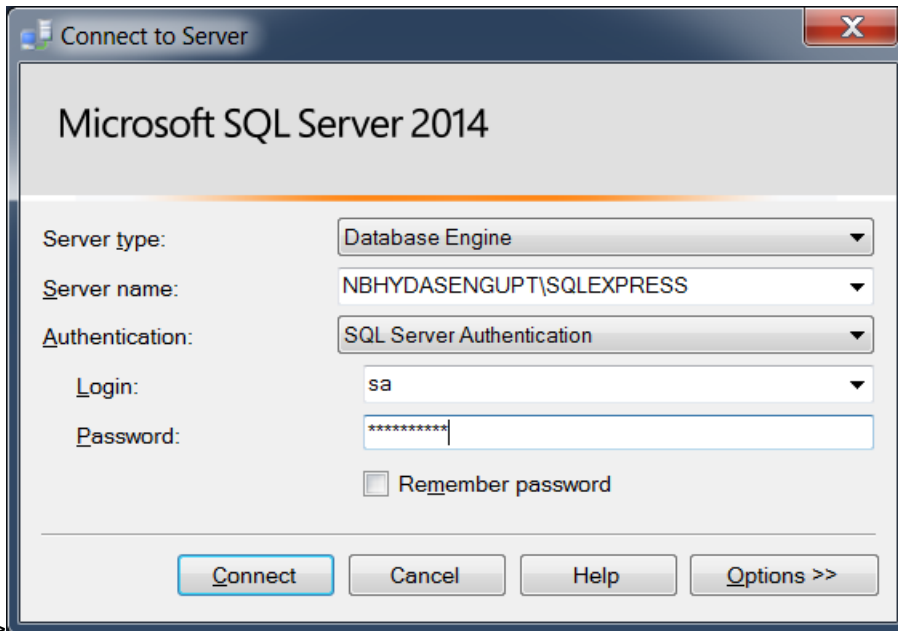 Connect to Server
X
Microsoft SQL Server 2014
Server type: Database Engine
Server name: NBHYDASENGUPT\SQLEXPRESS
Authentication: SQL Server Authentication
Login: sa
Password: **********
Remember password
Connect Cancel Help Options >>